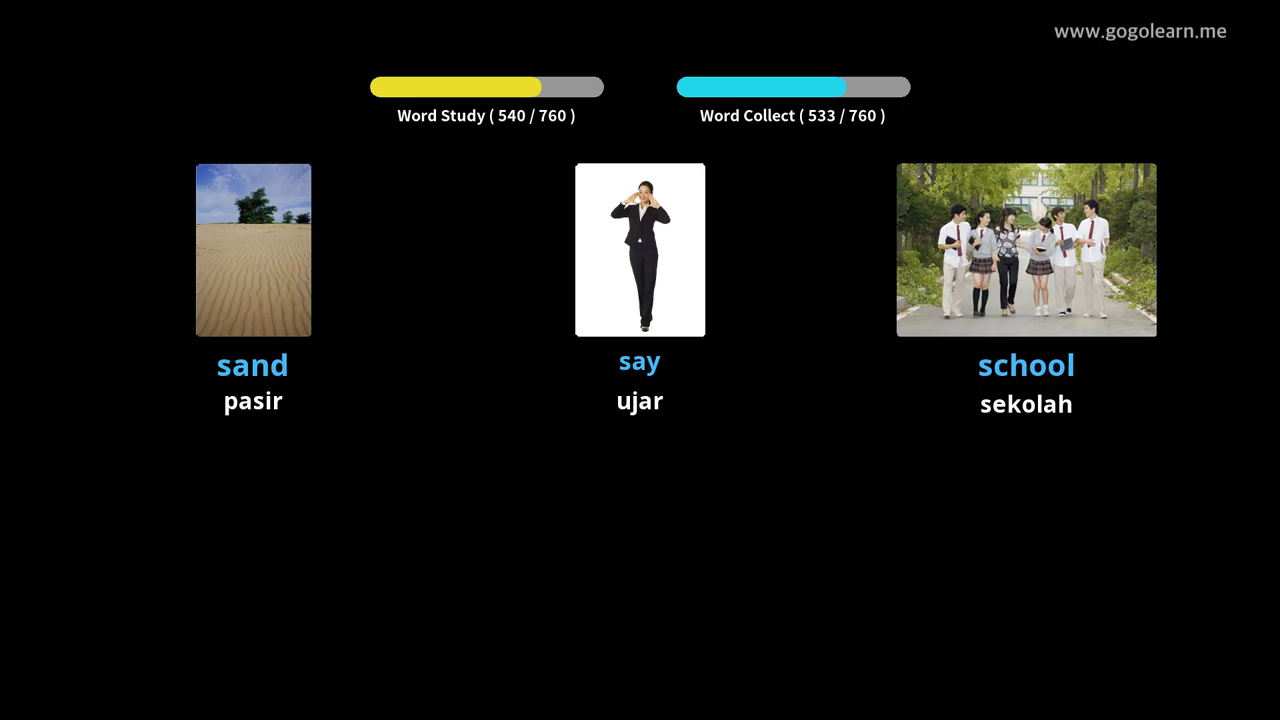 www.gogolearn.me
Word Study ( 540 / 760 )
Word Collect ( 533 / 760 )
sand
pasir
say
ujar
school
sekolah